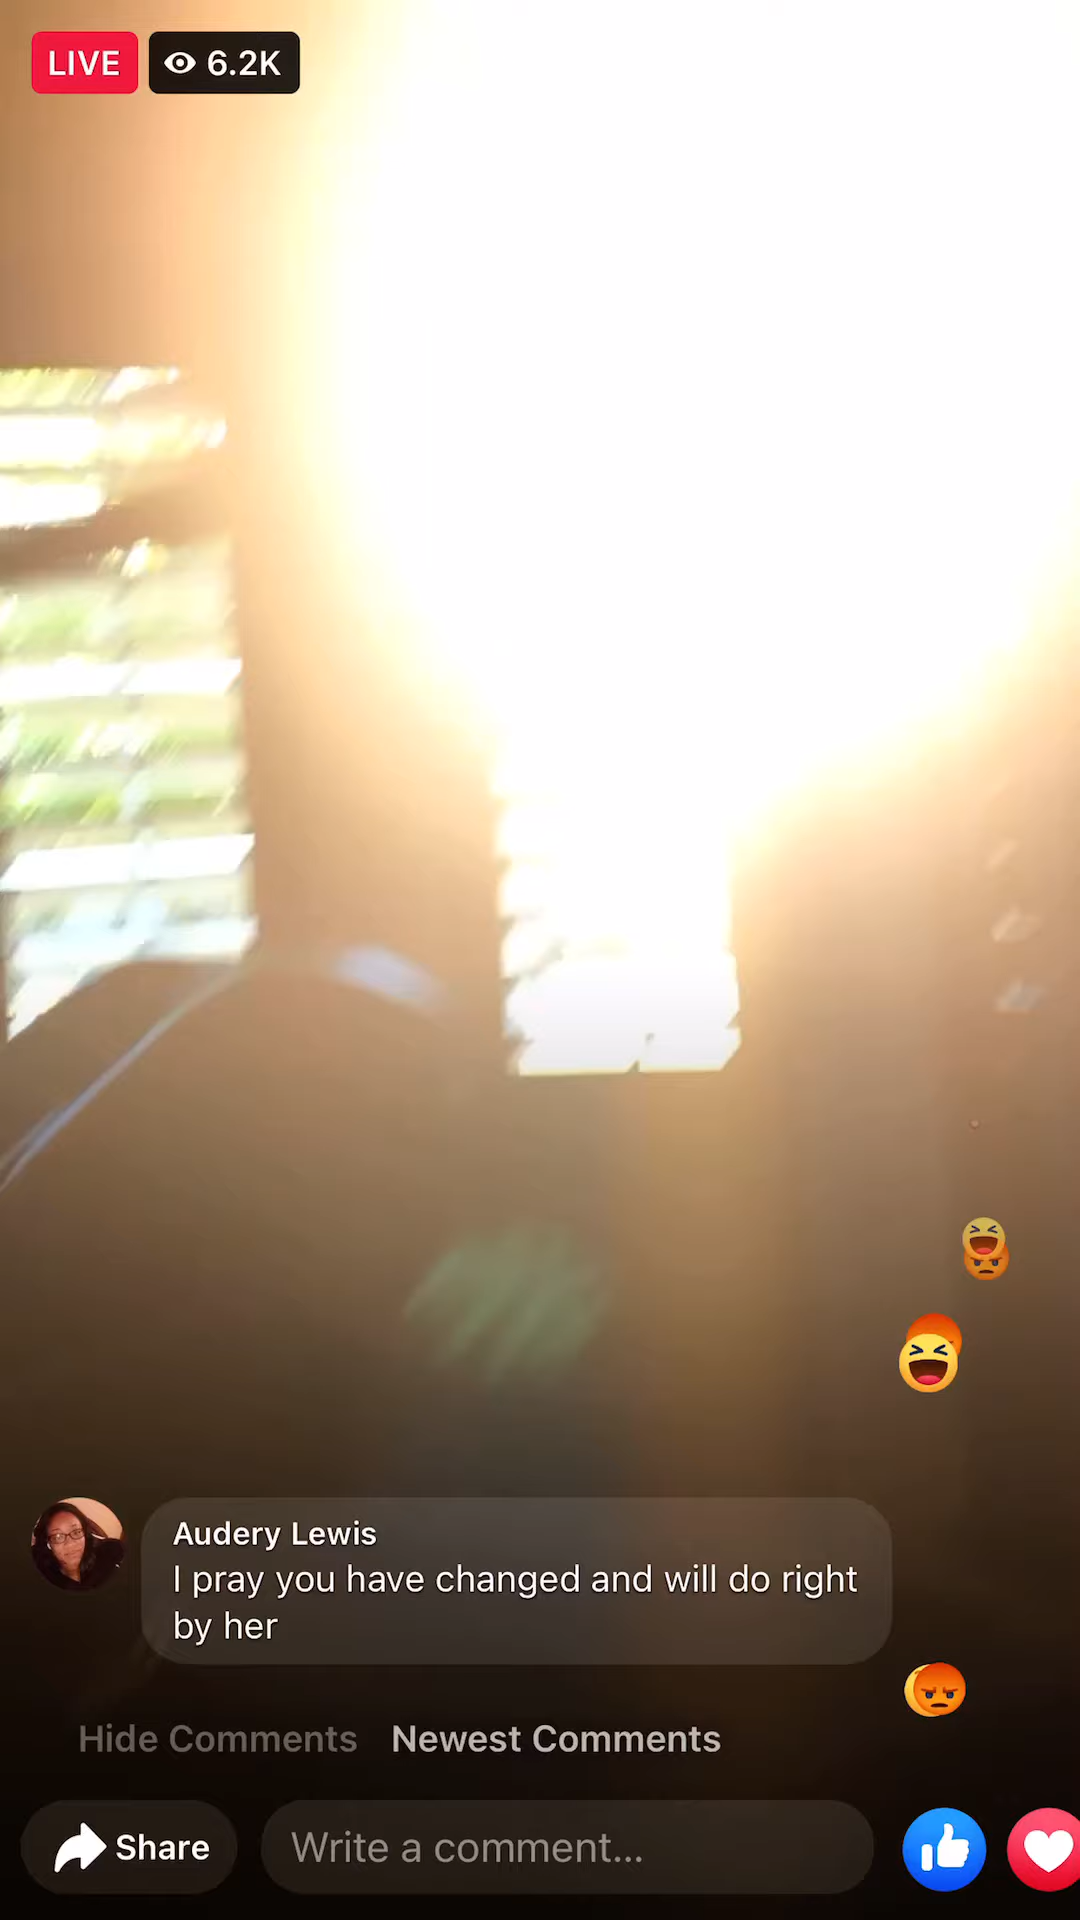 LIVE 6.2K
Audery Lewis
I pray you have changed and will do right
by her
Hide Comments Newest Comments
Share Write a comment...